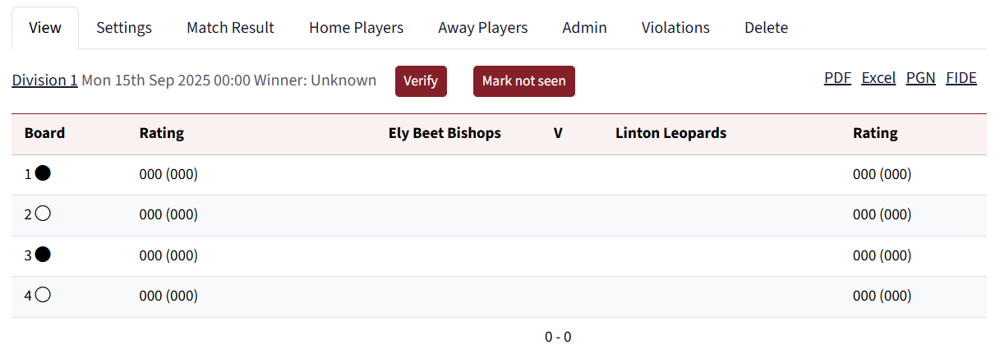 View Settings Match Result Home Players Away Players Admin Violations Delete
Division 1 Mon 15th Sep 2025 00:00 Winner: Unknown Verify Mark not seen PDF Excel PGN FIDE
Board Rating Ely Beet Bishops V Linton Leopards Rating
1 000 (000) 000 (000)
2 000 (000) 000 (000)
3 000 (000) 000 (000)
4 000 (000) 000 (000)
0 - 0